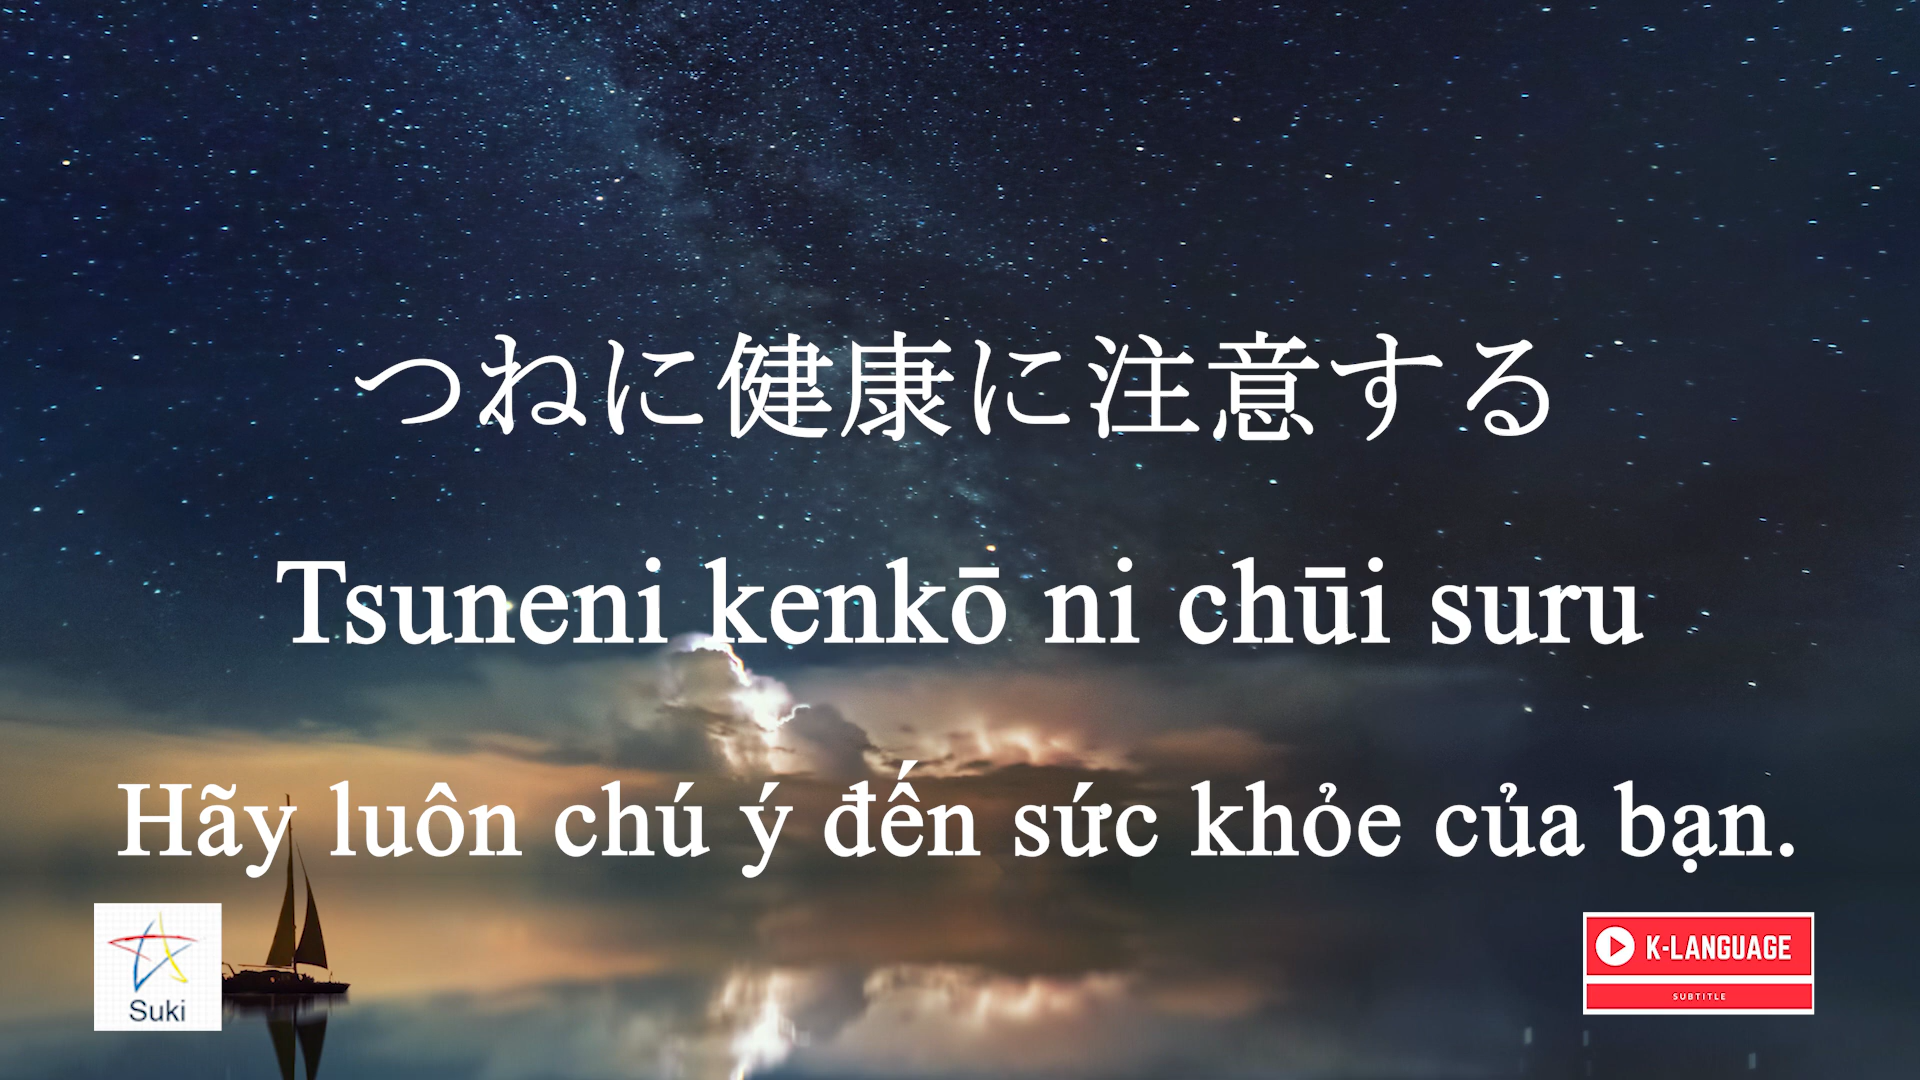 つねに健康に注意する
Tsuneni kenkō ni chūi suru
Hãy luôn chú ý đến sức khỏe của bạn.
Suki
K-LANGUAGE
SUBTITLE